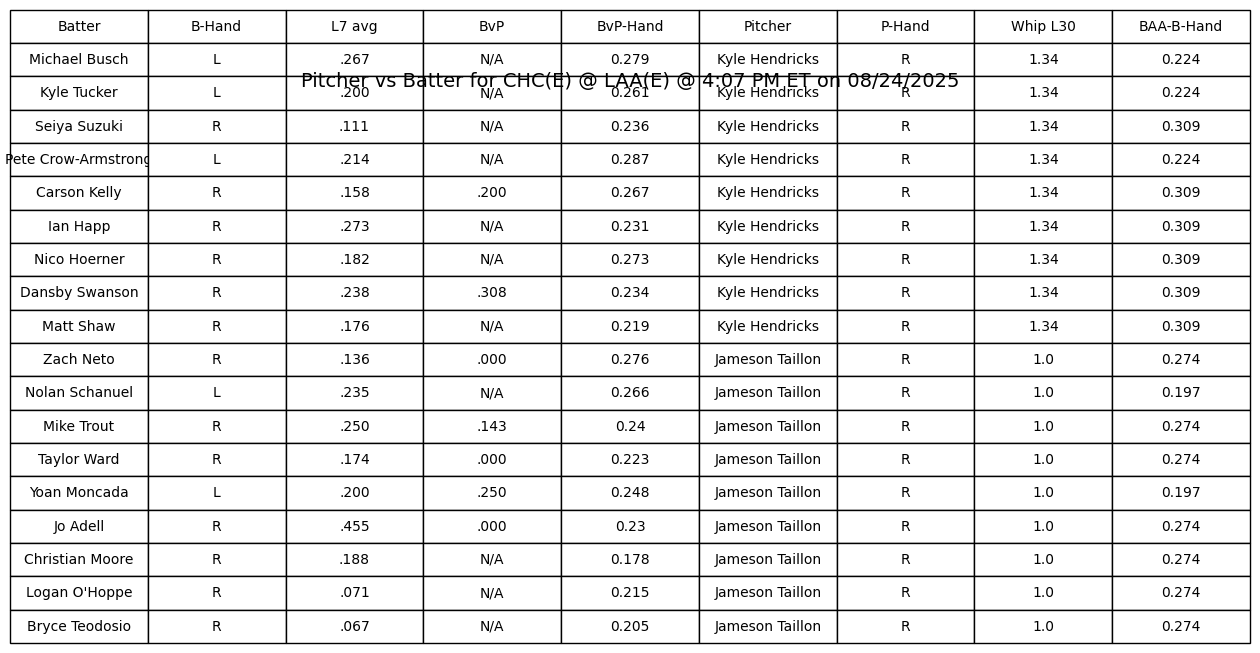 Batter B-Hand L7 avg BvP BvP-Hand Pitcher P-Hand Whip L30 BAA-B-Hand
Michael Busch L .267 N/A 0.279 Kyle Hendricks R 1.34 0.224
Pitcher vs Batter for CHC(E) @ LAA(E) @ 4:07 PM ET on 08/24/2025
Kyle Tucker L .200 N/A 0.261 Kyle Hendricks R 1.34 0.224
Seiya Suzuki R .111 N/A 0.236 Kyle Hendricks R 1.34 0.309
Pete Crow-Armstrong L .214 N/A 0.287 Kyle Hendricks R 1.34 0.224
Carson Kelly R .158 .200 0.267 Kyle Hendricks R 1.34 0.309
Ian Happ R .273 N/A 0.231 Kyle Hendricks R 1.34 0.309
Nico Hoerner R .182 N/A 0.273 Kyle Hendricks R 1.34 0.309
Dansby Swanson R .238 .308 0.234 Kyle Hendricks R 1.34 0.309
Matt Shaw R .176 N/A 0.219 Kyle Hendricks R 1.34 0.309
Zach Neto R .136 .000 0.276 Jameson Taillon R 1.0 0.274
Nolan Schanuel L .235 N/A 0.266 Jameson Taillon R 1.0 0.197
Mike Trout R .250 .143 0.24 Jameson Taillon R 1.0 0.274
Taylor Ward R .174 .000 0.223 Jameson Taillon R 1.0 0.274
Yoan Moncada L .200 .250 0.248 Jameson Taillon R 1.0 0.197
Jo Adell R .455 .000 0.23 Jameson Taillon R 1.0 0.274
Christian Moore R .188 N/A 0.178 Jameson Taillon R 1.0 0.274
Logan O'Hoppe R .071 N/A 0.215 Jameson Taillon R 1.0 0.274
Bryce Teodosio R .067 N/A 0.205 Jameson Taillon R 1.0 0.274